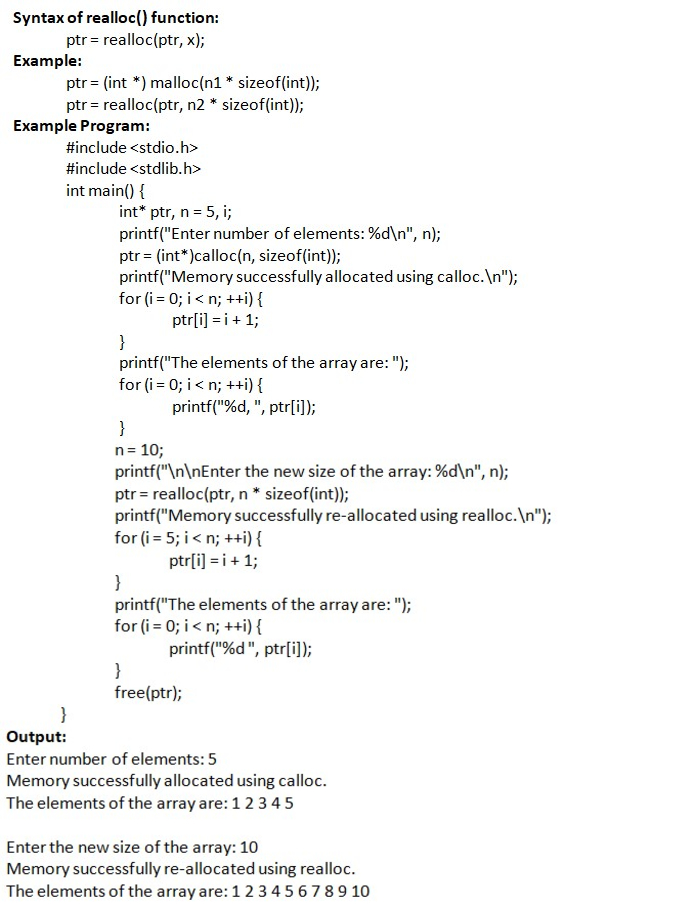 Syntax of realloc() function:
ptr = realloc(ptr, x);
Example:
ptr = (int *) malloc(n1 * sizeof(int));
ptr = realloc(ptr, n2 * sizeof(int));
Example Program:
#include <stdio.h>
#include <stdlib.h>
int main() {
int* ptr, n = 5, i;
printf("Enter number of elements: %d\n", n);
ptr = (int*)calloc(n, sizeof(int));
printf("Memory successfully allocated using calloc.\n");
for (i = 0; i < n; ++i) {
ptr[i] = i + 1;
}
printf("The elements of the array are: ");
for (i = 0; i < n; ++i) {
printf("%d, ", ptr[i]);
}
n = 10;
printf("\n\nEnter the new size of the array: %d\n", n);
ptr = realloc(ptr, n * sizeof(int));
printf("Memory successfully re-allocated using realloc.\n");
for (i = 5; i < n; ++i) {
ptr[i] = i + 1;
}
printf("The elements of the array are: ");
for (i = 0; i < n; ++i) {
printf("%d ", ptr[i]);
}
free(ptr);
}
Output:
Enter number of elements: 5
Memory successfully allocated using calloc.
The elements of the array are: 1 2 3 4 5
Enter the new size of the array: 10
Memory successfully re-allocated using realloc.
The elements of the array are: 1 2 3 4 5 6 7 8 9 10